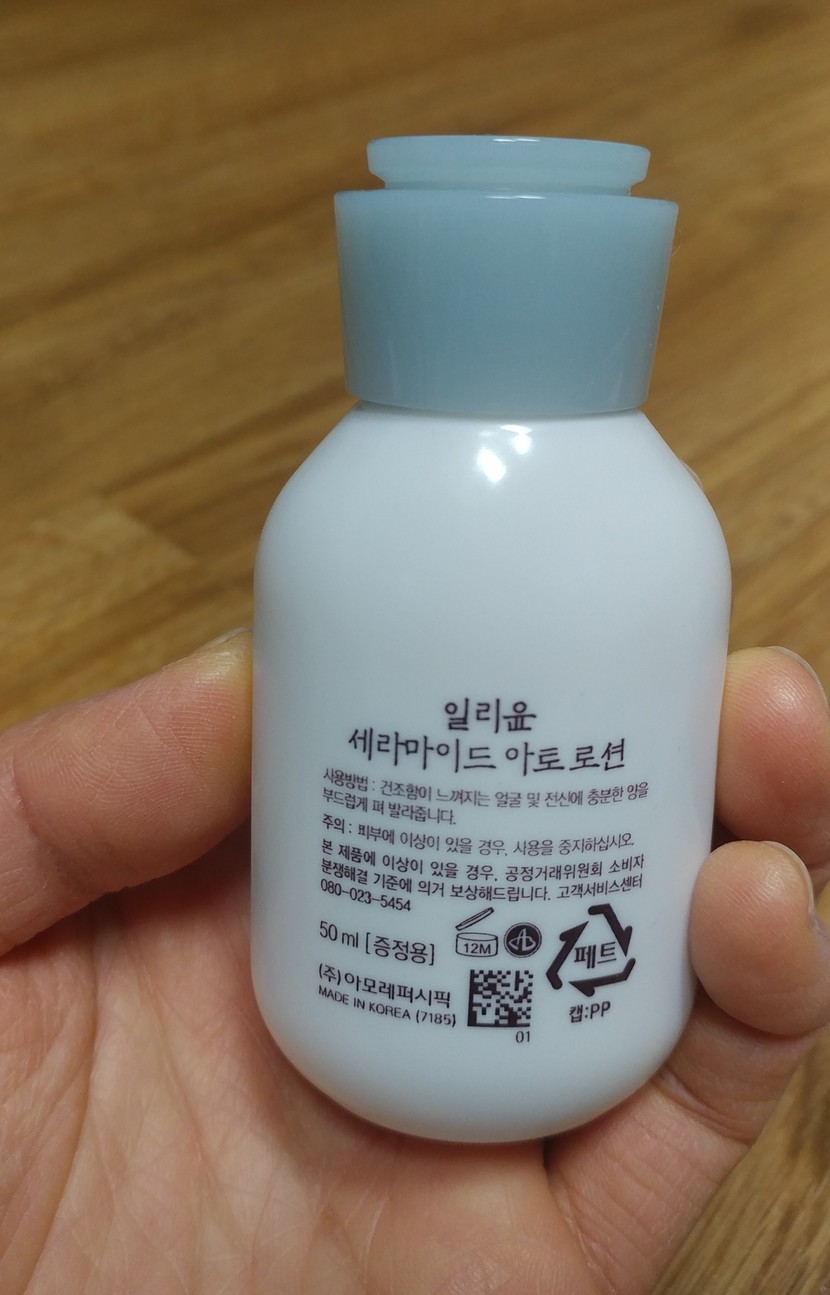 일리윤
세라마이드 아토 로션
사용방법 : 건조함이 느껴지는 얼굴 및 전신에 충분한 양을
부드럽게 펴 발라줍니다.
주의 : 피부에 이상이 있을 경우, 사용을 중지하십시오.
본 제품에 이상이 있을 경우, 공정거래위원회 소비자
분쟁해결 기준에 의거 보상해드립니다. 고객서비스센터
080-023-5454
50 ml [증정용]
12M
페트
(주)아모레퍼시픽
MADE IN KOREA (7185)
캡:PP
01